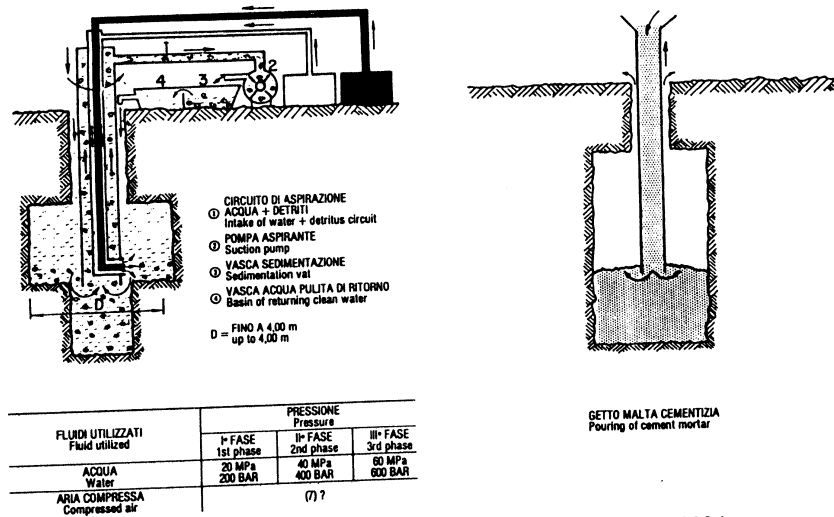 1
2
3
4
① CIRCUITO DI ASPIRAZIONE
ACQUA + DETRITI
Intake of water + detritus circuit
② POMPA ASPIRANTE
Suction pump
③ VASCA SEDIMENTAZIONE
Sedimentation vat
④ VASCA ACQUA PULITA DI RITORNO
Basin of returning clean water
D = FINO A 4,00 m
up to 4,00 m
D
FLUIDI UTILIZZATI
Fluid utilized
PRESSIONE
Pressure
I° FASE
1st phase
II° FASE
2nd phase
III° FASE
3rd phase
ACQUA
Water
20 MPa
200 BAR
40 MPa
400 BAR
60 MPa
600 BAR
ARIA COMPRESSA
Compressed air
(7) ?
GETTO MALTA CEMENTIZIA
Pouring of cement mortar